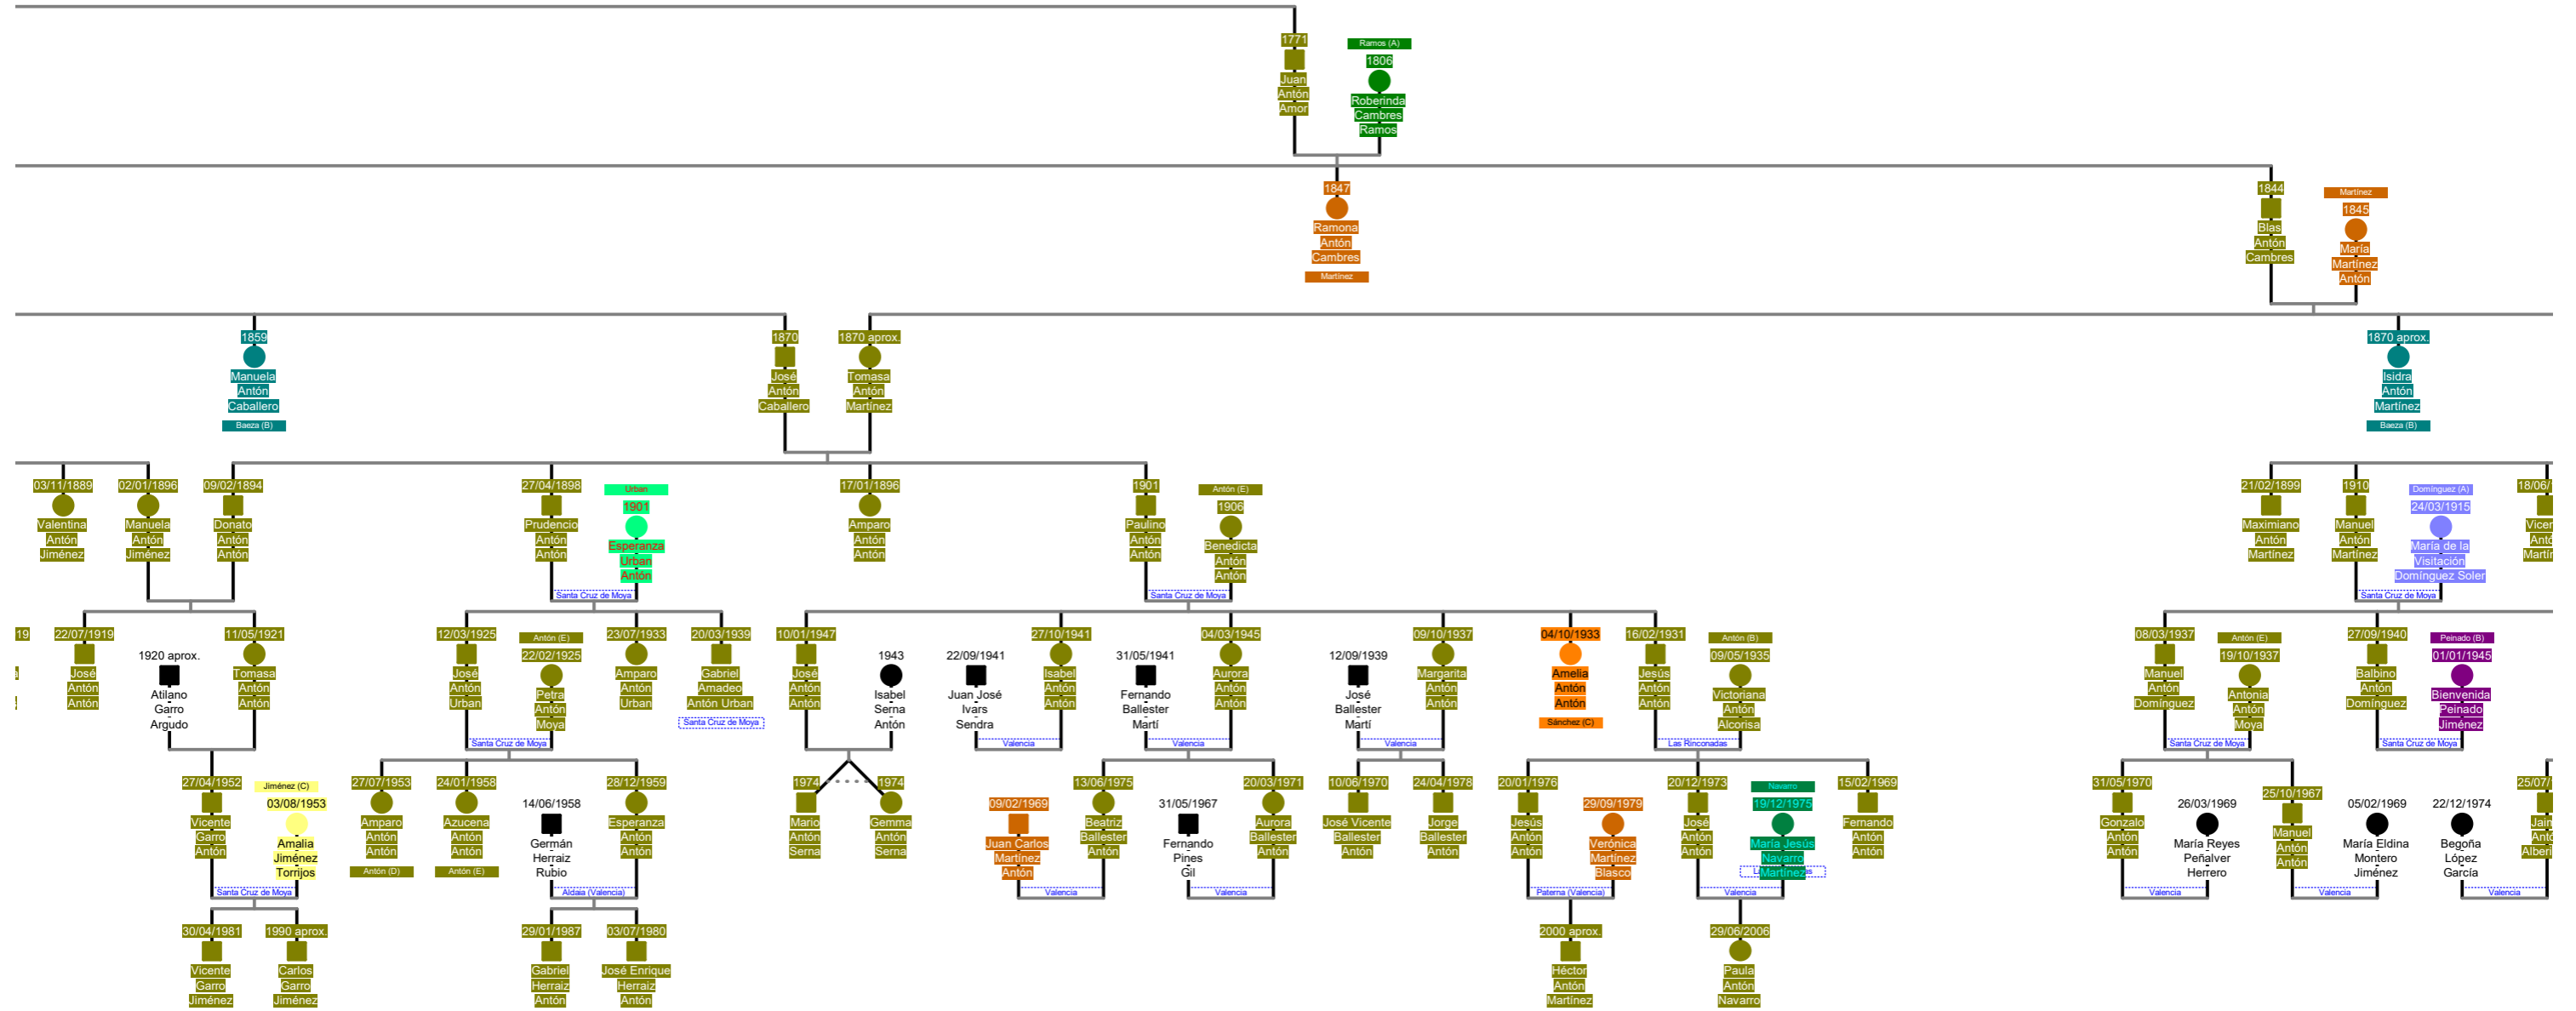 1771
Juan
Antón
Amor
Ramos (A)
1806
Roberinda
Cambres
Ramos
1847
Ramona
Antón
Cambres
Martínez
1844
Blas
Antón
Cambres
Martínez
1845
María
Martínez
Antón
1859
Manuela
Antón
Caballero
Baeza (B)
1870
José
Antón
Caballero
1870 aprox.
Tomasa
Antón
Martínez
1870 aprox.
Isidra
Antón
Martínez
Baeza (B)
03/11/1889
Valentina
Antón
Jiménez
02/01/1896
Manuela
Antón
Jiménez
09/02/1894
Donato
Antón
Antón
27/04/1898
Prudencio
Antón
Antón
Urban
1901
Esperanza
Urban
Antón
Santa Cruz de Moya
17/01/1896
Amparo
Antón
Antón
1901
Paulino
Antón
Antón
Antón (E)
1906
Benedicta
Antón
Antón
Santa Cruz de Moya
21/02/1899
Maximiano
Antón
Martínez
1910
Manuel
Antón
Martínez
Domínguez (A)
24/03/1915
María de la
Visitación
Domínguez Soler
Santa Cruz de Moya
18/06/
19
22/07/1919
José
Antón
Antón
1920 aprox.
Atilano
Garro
Argudo
11/05/1921
Tomasa
Antón
Antón
12/03/1925
José
Antón
Urban
Antón (E)
22/02/1925
Petra
Antón
Moya
Santa Cruz de Moya
23/07/1933
Amparo
Antón
Urban
20/03/1939
Gabriel
Amadeo
Antón Urban
Santa Cruz de Moya
10/01/1947
José
Antón
Antón
1943
Isabel
Serna
Antón
22/09/1941
Juan José
Ivars
Sendra
27/10/1941
Isabel
Antón
Antón
Valencia
31/05/1941
Fernando
Ballester
Martí
04/03/1945
Aurora
Antón
Antón
Valencia
12/09/1939
José
Ballester
Martí
09/10/1937
Margarita
Antón
Antón
Valencia
04/10/1933
Amelia
Antón
Antón
Sánchez (C)
16/02/1931
Jesús
Antón
Antón
Antón (B)
09/05/1935
Victoriana
Antón
Alcorisa
Las Rinconadas
08/03/1937
Manuel
Antón
Domínguez
Antón (E)
19/10/1937
Antonia
Antón
Moya
Santa Cruz de Moya
27/09/1940
Balbino
Antón
Domínguez
Peinado (B)
01/01/1945
Bienvenida
Peinado
Jiménez
Santa Cruz de Moya
27/04/1952
Vicente
Garro
Antón
Jiménez (C)
03/08/1953
Amalia
Jiménez
Torrijos
Santa Cruz de Moya
27/07/1953
Amparo
Antón
Antón
Antón (D)
24/01/1958
Azucena
Antón
Antón
Antón (E)
14/06/1958
Germán
Herraiz
Rubio
28/12/1959
Esperanza
Antón
Antón
Aldaia (Valencia)
1974
Mario
Antón
Serna
1974
Gemma
Antón
Serna
09/02/1969
Juan Carlos
Martínez
Antón
13/06/1975
Beatriz
Ballester
Antón
Valencia
31/05/1967
Fernando
Pines
Gil
20/03/1971
Aurora
Ballester
Antón
Valencia
10/06/1970
José Vicente
Ballester
Antón
24/04/1978
Jorge
Ballester
Antón
20/01/1976
Jesús
Antón
Antón
29/09/1979
Verónica
Martínez
Blasco
Paterna (Valencia)
20/12/1973
José
Antón
Antón
Navarro
19/12/1975
María Jesús
Navarro
Martínez
Valencia
15/02/1969
Fernando
Antón
Antón
31/05/1970
Gonzalo
Antón
Antón
26/03/1969
María Reyes
Peñalver
Herrero
Valencia
25/10/1967
Manuel
Antón
Antón
05/02/1969
María Eldina
Montero
Jiménez
Valencia
22/12/1974
Begoña
López
García
Valencia
25/07/
30/04/1981
Vicente
Garro
Jiménez
1990 aprox.
Carlos
Garro
Jiménez
29/01/1987
Gabriel
Herraiz
Antón
03/07/1980
José Enrique
Herraiz
Antón
2000 aprox.
Héctor
Antón
Martínez
29/06/2006
Paula
Antón
Navarro